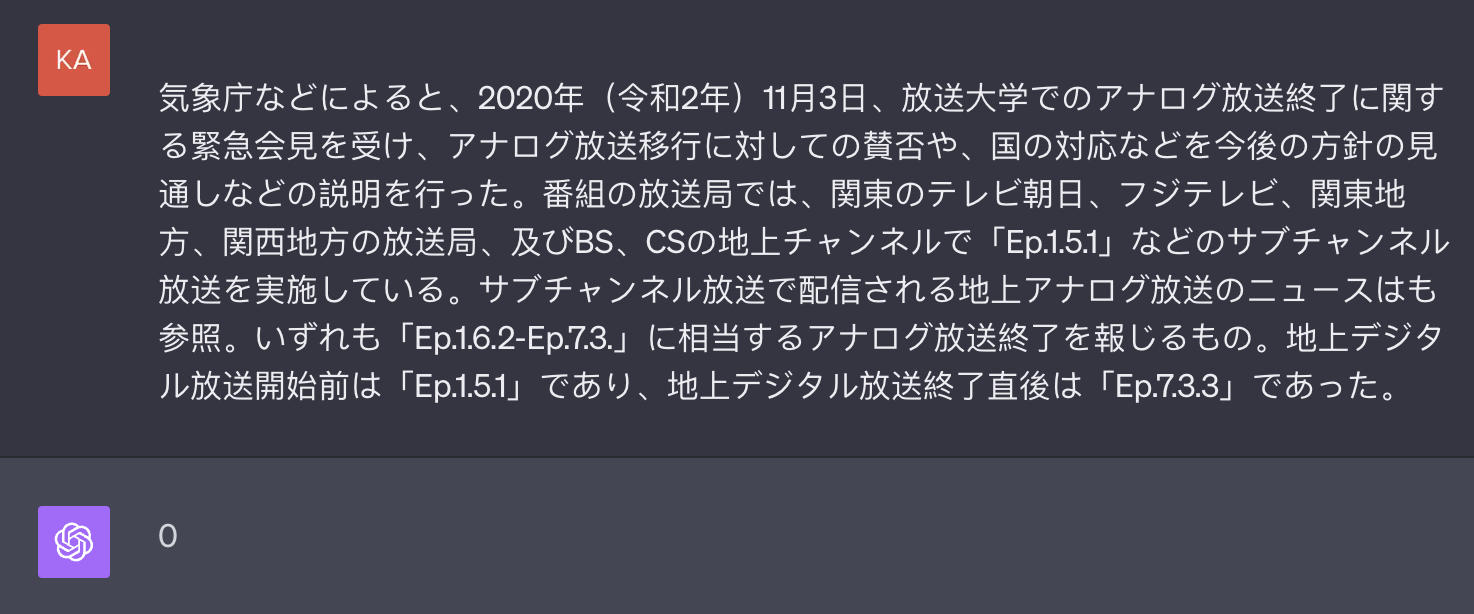 KA
気象庁などによると、2020年（令和2年）11月3日、放送大学でのアナログ放送終了に関す
る緊急会見を受け、アナログ放送移行に対しての賛否や、国の対応などを今後の方針の見
通しなどの説明を行った。番組の放送局では、関東のテレビ朝日、フジテレビ、関東地
方、関西地方の放送局、及びBS、CSの地上チャンネルで「Ep.1.5.1」などのサブチャンネル
放送を実施している。サブチャンネル放送で配信される地上アナログ放送のニュースはも
参照。いずれも「Ep.1.6.2-Ep.7.3.」に相当するアナログ放送終了を報じるもの。地上デジタ
ル放送開始前は「Ep.1.5.1」であり、地上デジタル放送終了直後は「Ep.7.3.3」であった。
0